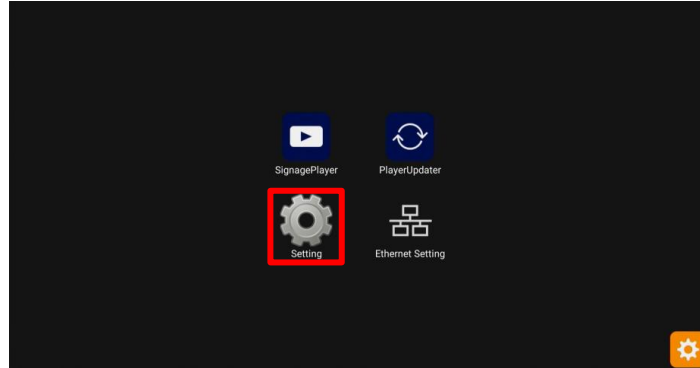 SignagePlayer
PlayerUpdater
Setting
Ethernet Setting